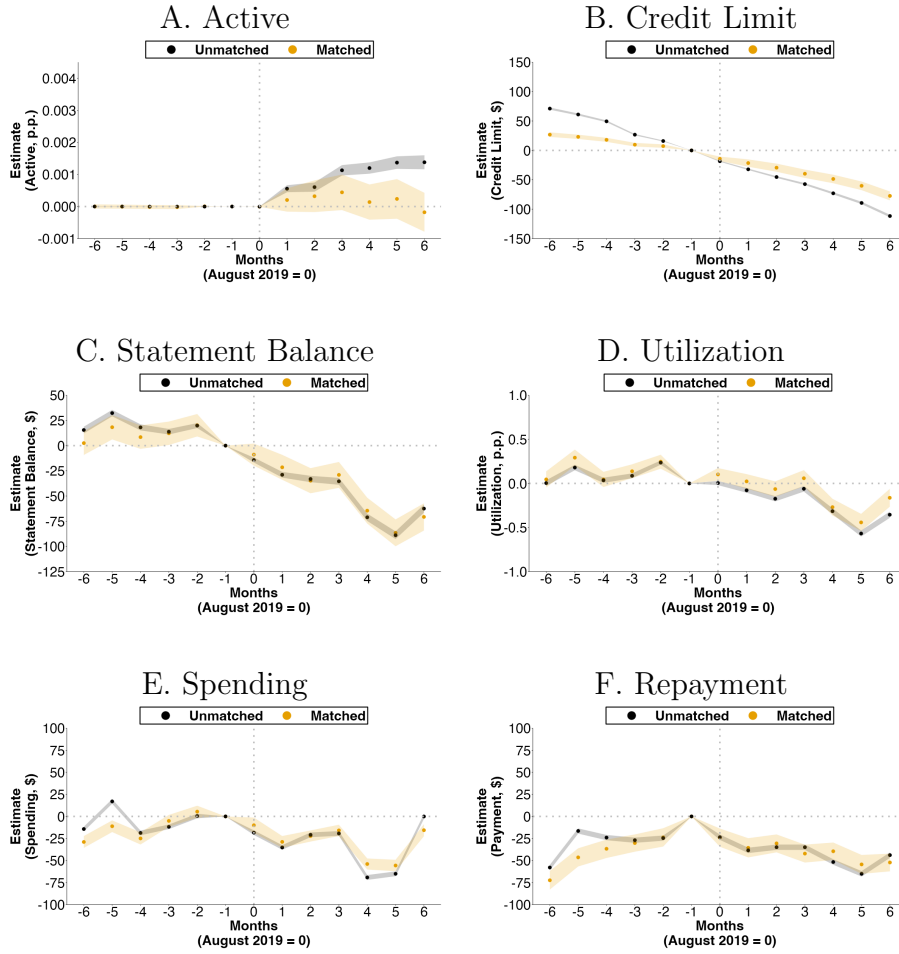 A. Active
Unmatched Matched
Estimate
(Active, p.p.)
0.004
0.003
0.002
0.001
0.000
-0.001
-6 -5 -4 -3 -2 -1 0 1 2 3 4 5 6
Months
(August 2019 = 0)
B. Credit Limit
Unmatched Matched
Estimate
(Credit Limit, $)
150
100
50
0
-50
-100
-150
-6 -5 -4 -3 -2 -1 0 1 2 3 4 5 6
Months
(August 2019 = 0)
C. Statement Balance
Unmatched Matched
Estimate
(Statement Balance, $)
50
25
0
-25
-50
-75
-100
-125
-6 -5 -4 -3 -2 -1 0 1 2 3 4 5 6
Months
(August 2019 = 0)
D. Utilization
Unmatched Matched
Estimate
(Utilization, p.p.)
1.0
0.5
0.0
-0.5
-1.0
-6 -5 -4 -3 -2 -1 0 1 2 3 4 5 6
Months
(August 2019 = 0)
E. Spending
Unmatched Matched
Estimate
(Spending, $)
100
75
50
25
0
-25
-50
-75
-100
-6 -5 -4 -3 -2 -1 0 1 2 3 4 5 6
Months
(August 2019 = 0)
F. Repayment
Unmatched Matched
Estimate
(Payment, $)
100
75
50
25
0
-25
-50
-75
-100
-6 -5 -4 -3 -2 -1 0 1 2 3 4 5 6
Months
(August 2019 = 0)